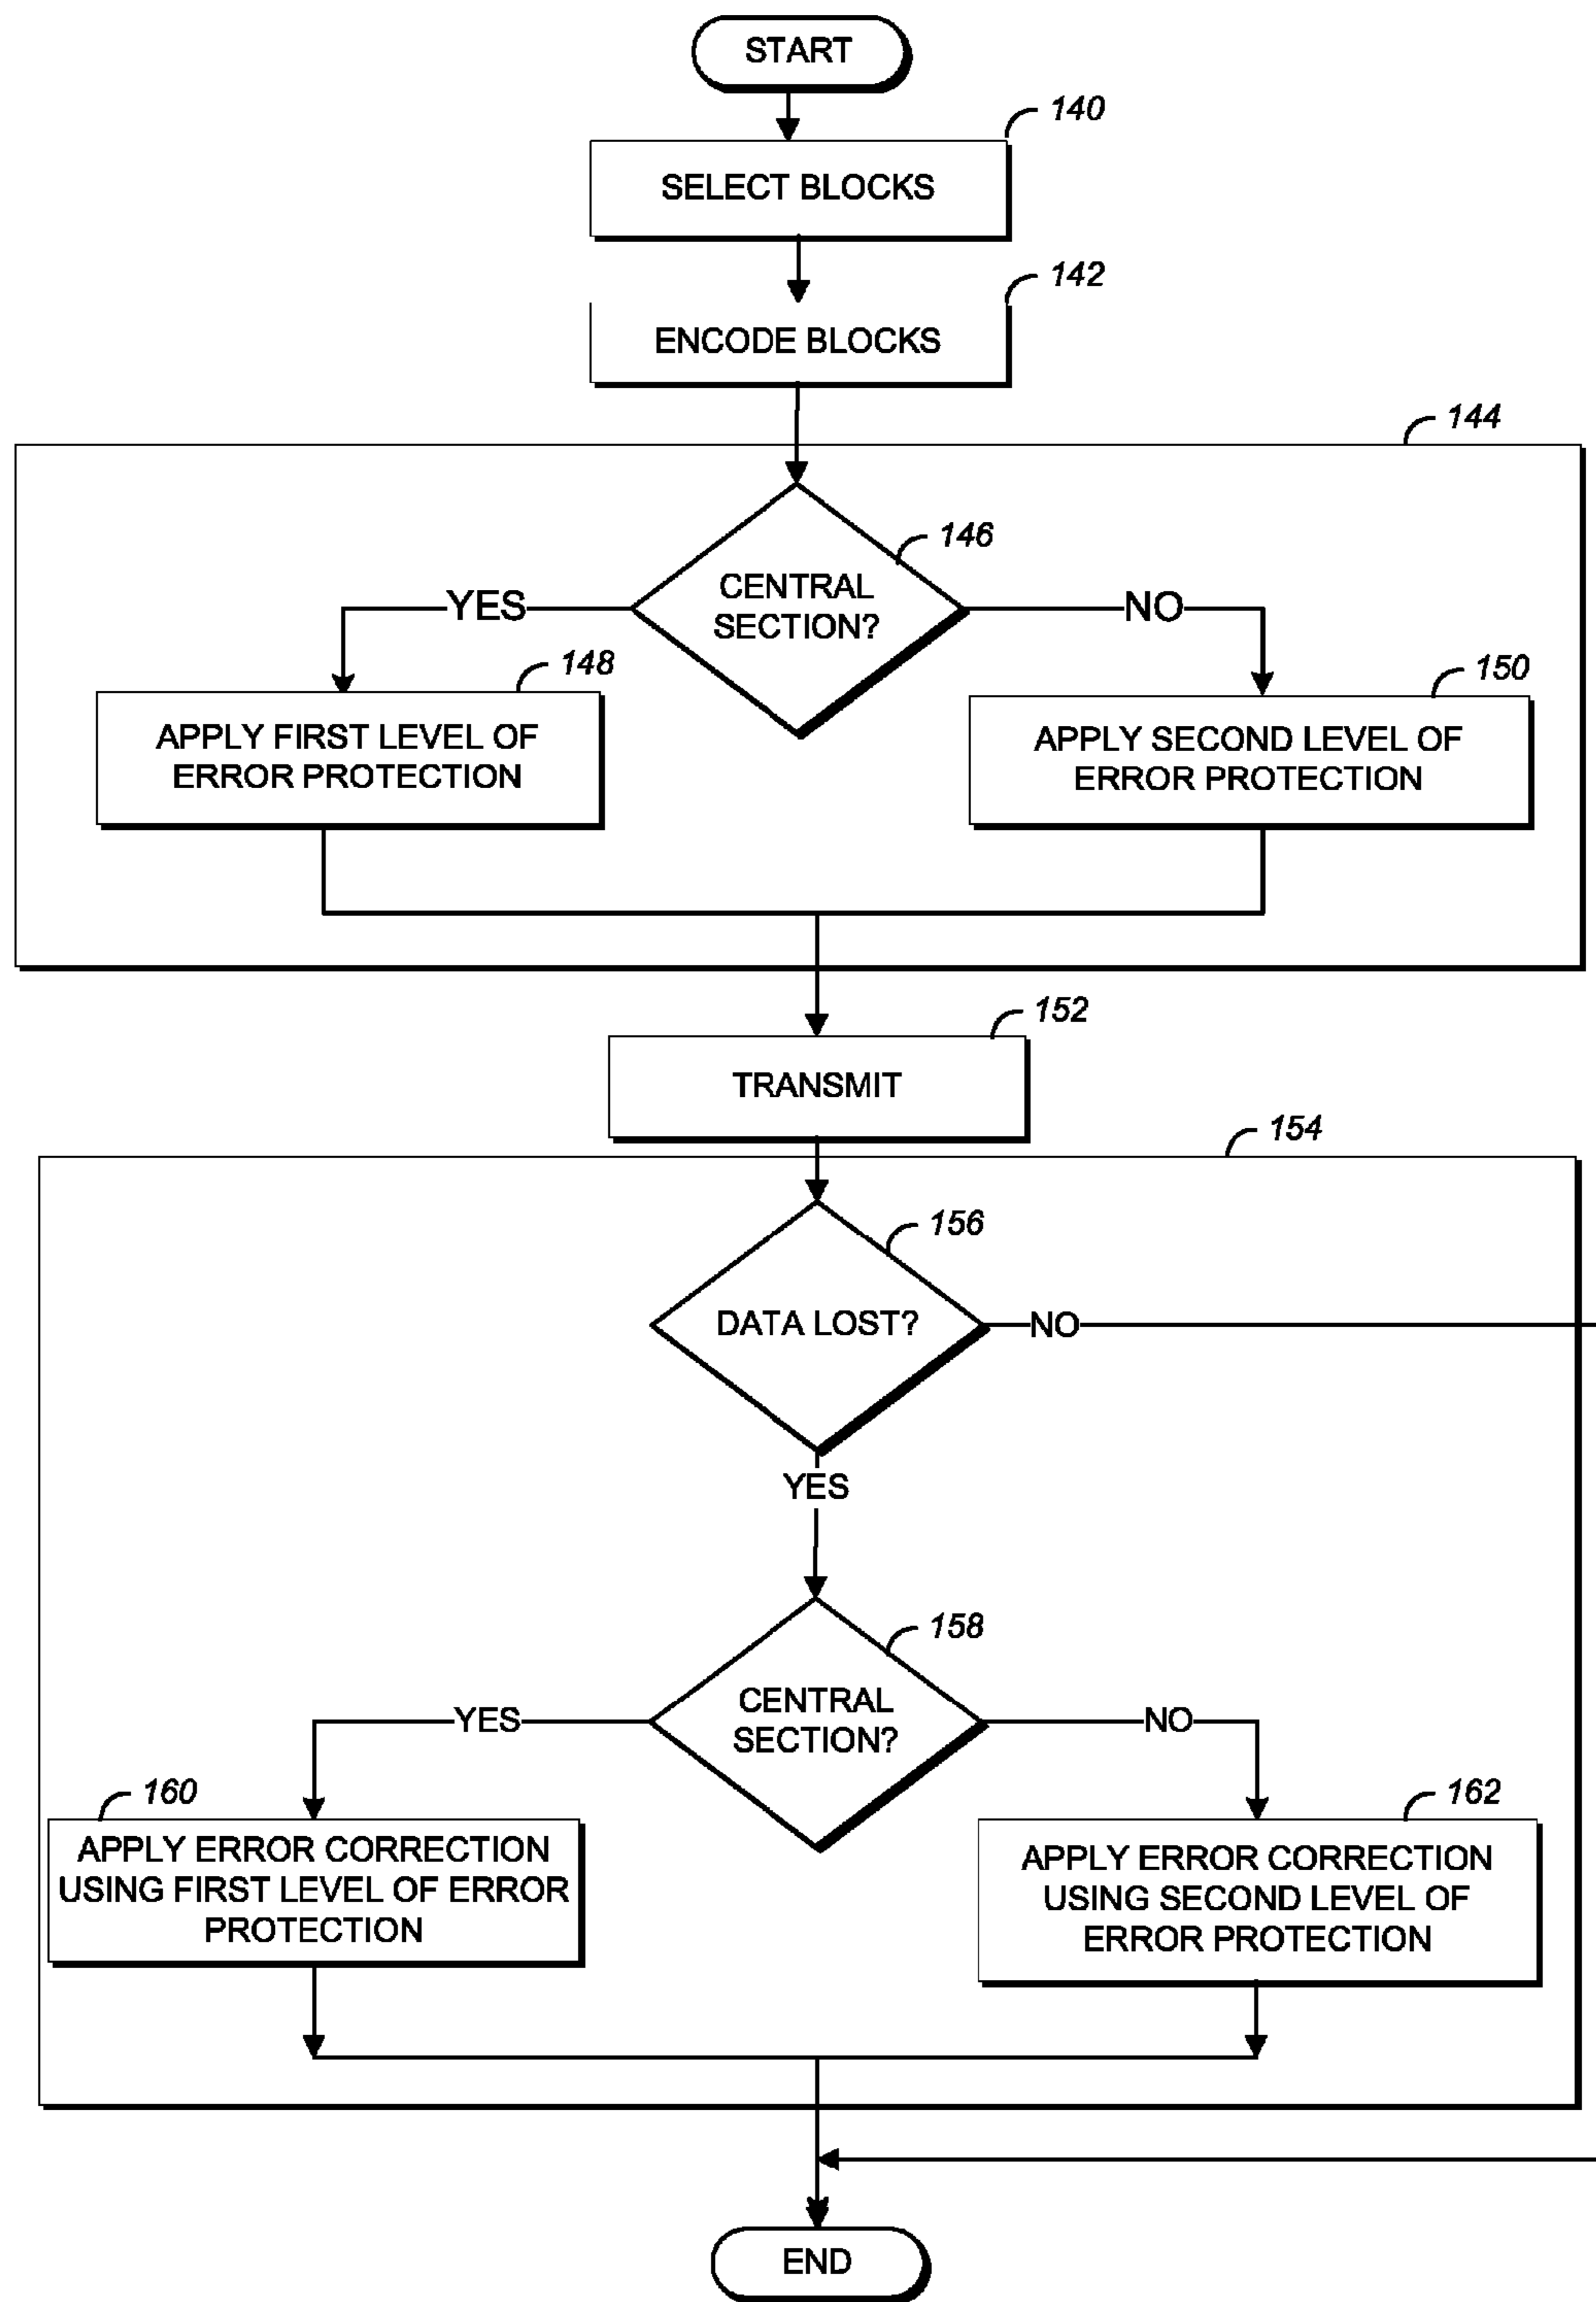 START
140
SELECT BLOCKS
142
ENCODE BLOCKS
144
146
CENTRAL
SECTION?
YES
NO
148
APPLY FIRST LEVEL OF
ERROR PROTECTION
150
APPLY SECOND LEVEL OF
ERROR PROTECTION
152
TRANSMIT
154
156
DATA LOST?
NO
YES
158
CENTRAL
SECTION?
YES
NO
160
APPLY ERROR CORRECTION
USING FIRST LEVEL OF ERROR
PROTECTION
162
APPLY ERROR CORRECTION
USING SECOND LEVEL OF
ERROR PROTECTION
END